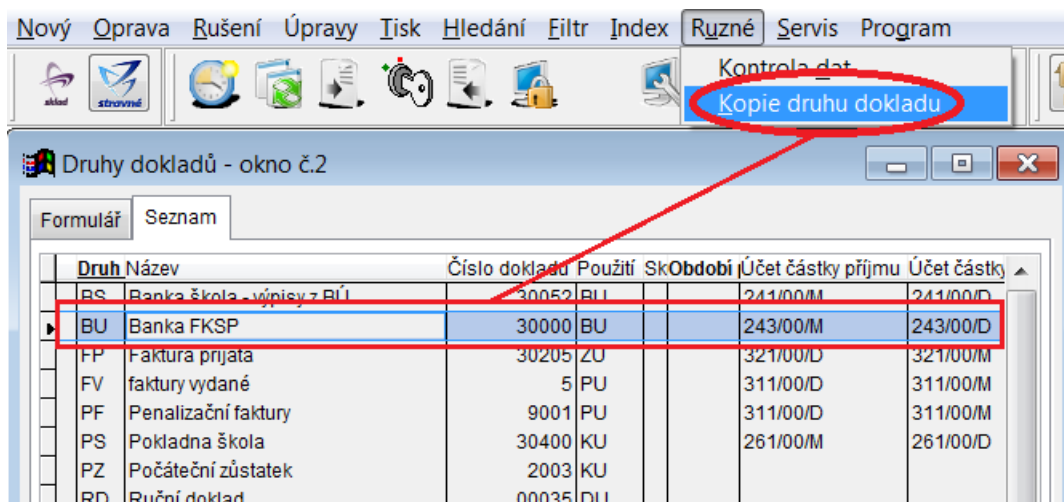 Nový Oprava Rušení Úpravy Tisk Hledání Filtr Index Ruzné Servis Program
sklad stravné
Kontrola dat
Kopie druhu dokladu
Druhy dokladů - okno č.2
Formulář Seznam
Druh Název Číslo dokladu Použití Sk Období Účet částky příjmu Účet částky
BS Banka škola - výpisy z BÚ 30052 BU 241/00/M 241/00/D
BU Banka FKSP 30000 BU 243/00/M 243/00/D
FP Faktura přijatá 30205 ZU 321/00/D 321/00/M
FV faktury vydané 5 PU 311/00/D 311/00/M
PF Penalizační faktury 9001 PU 311/00/D 311/00/M
PS Pokladna škola 30400 KU 261/00/M 261/00/D
PZ Počáteční zůstatek 2003 KU
RD Ruční doklad 00035 DU